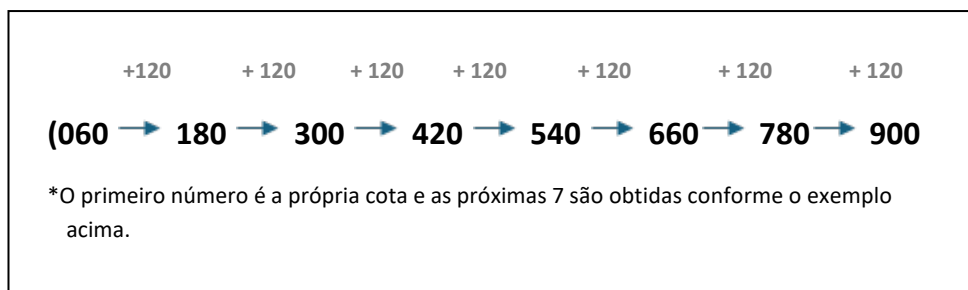 +120 + 120 + 120 + 120 + 120 + 120 + 120
(060 180 300 420 540 660 780 900
*O primeiro número é a própria cota e as próximas 7 são obtidas conforme o exemplo
acima.